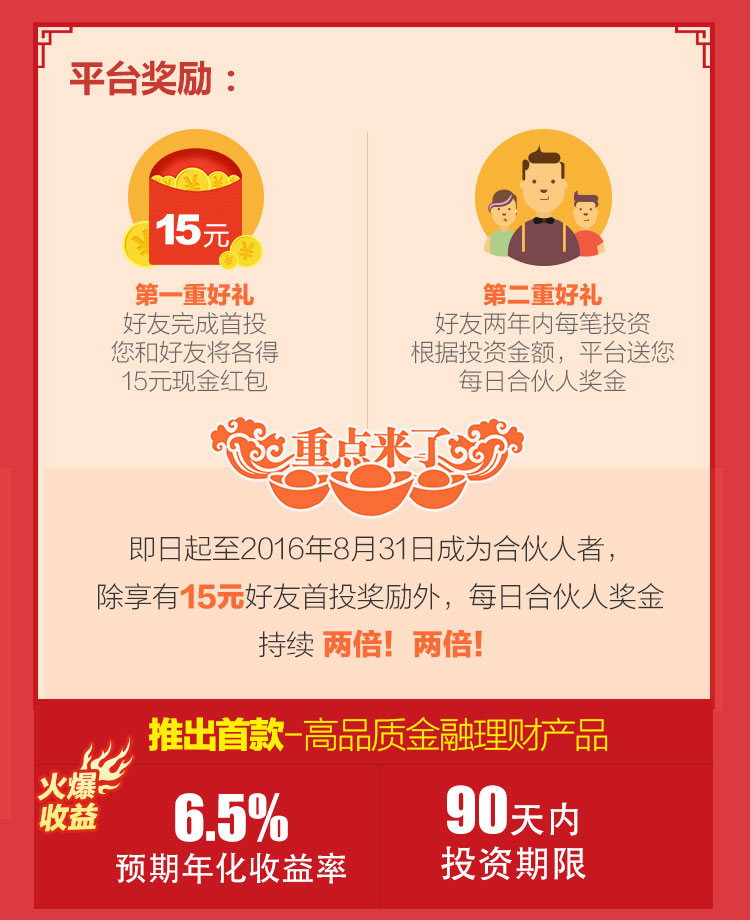 平台奖励：
15元
第一重好礼
好友完成首投
您和好友将各得
15元现金红包
第二重好礼
好友两年内每笔投资
根据投资金额，平台送您
每日合伙人奖金
重点来了
即日起至2016年8月31日成为合伙人者，
除享有15元好友首投奖励外，每日合伙人奖金
持续 两倍！两倍！
推出首款-高品质金融理财产品
火爆
收益
6.5%
预期年化收益率
90天内
投资期限